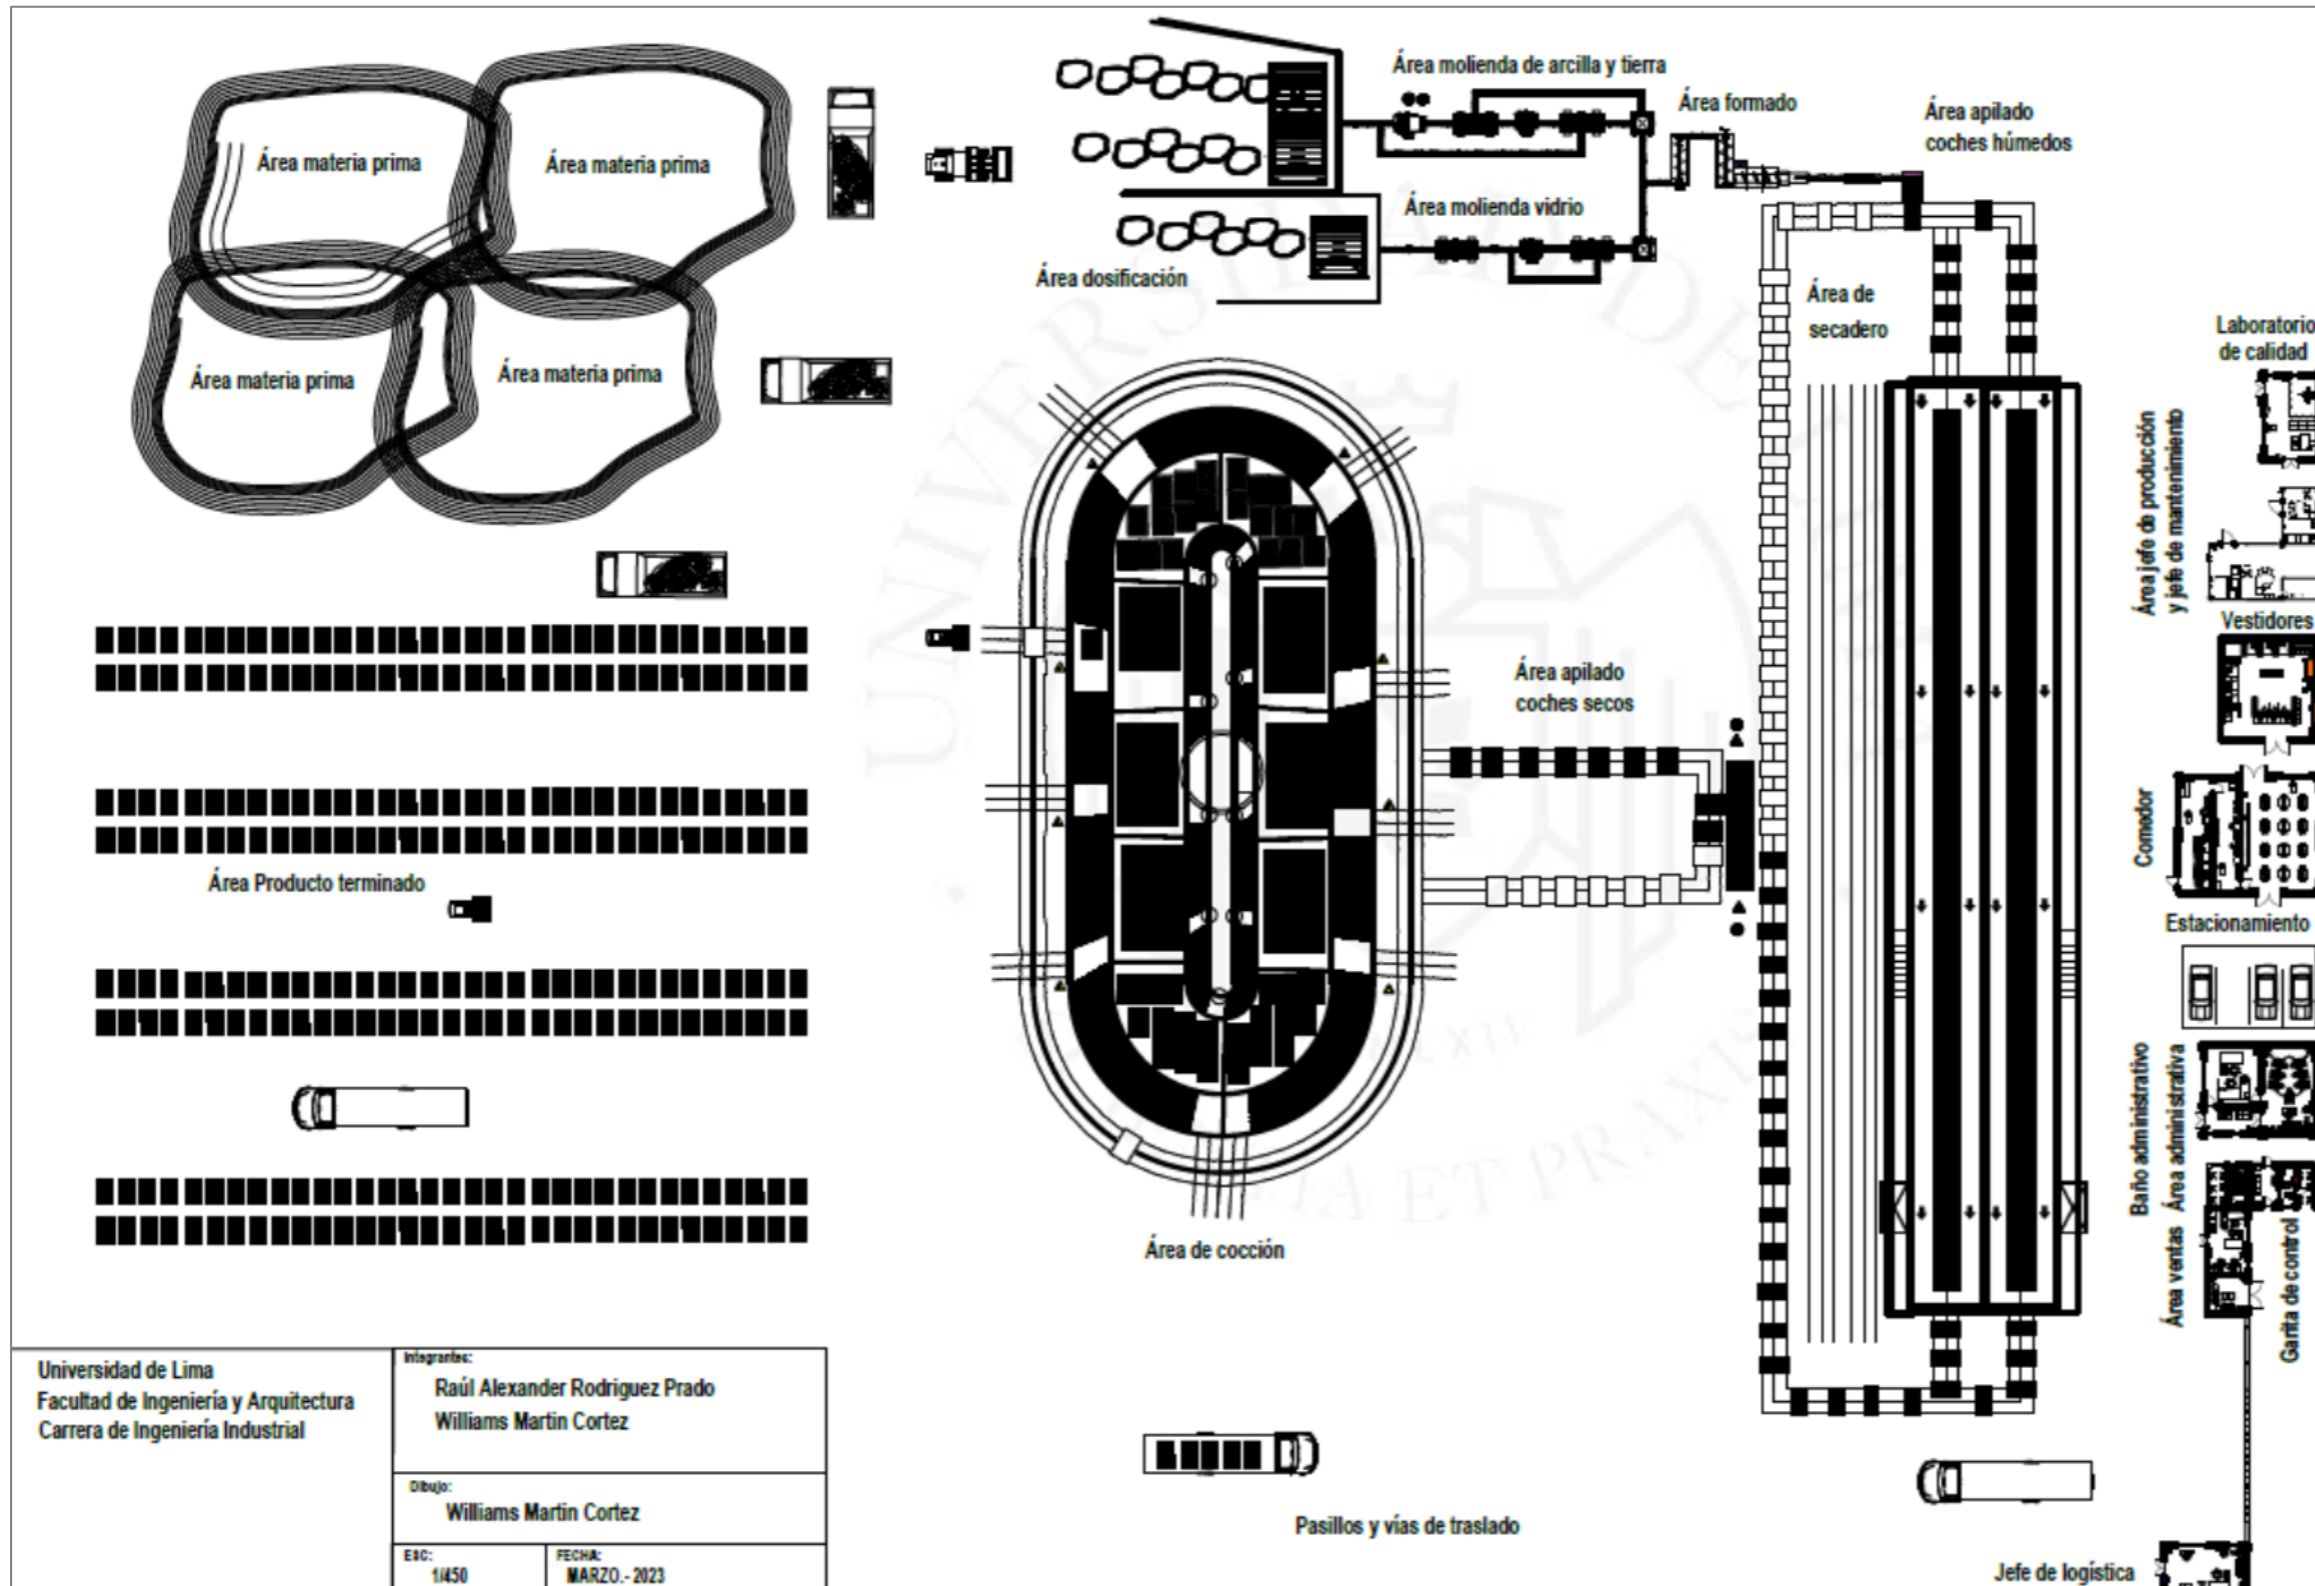 Área materia prima
Área materia prima
Área materia prima
Área materia prima
Área molienda de arcilla y tierra
Área formado
Área apilado
coches húmedos
Área molienda vidrio
Área dosificación
Área de
secadero
Laboratorio
de calidad
Área jefe de producción
y jefe de mantenimiento
Vestidores
Área apilado
coches secos
Comedor
Área Producto terminado
Estacionamiento
Baño administrativo
Área administrativa
Área ventas
Garita de control
Área de cocción
Universidad de Lima
Facultad de Ingeniería y Arquitectura
Carrera de Ingeniería Industrial
Integrantes:
Raúl Alexander Rodriguez Prado
Williams Martin Cortez
Dibujo:
Williams Martin Cortez
ESC:
1/450
FECHA:
MARZO.- 2023
Pasillos y vías de traslado
Jefe de logística
UNIVERSIDAD DE
ET PRAXIS